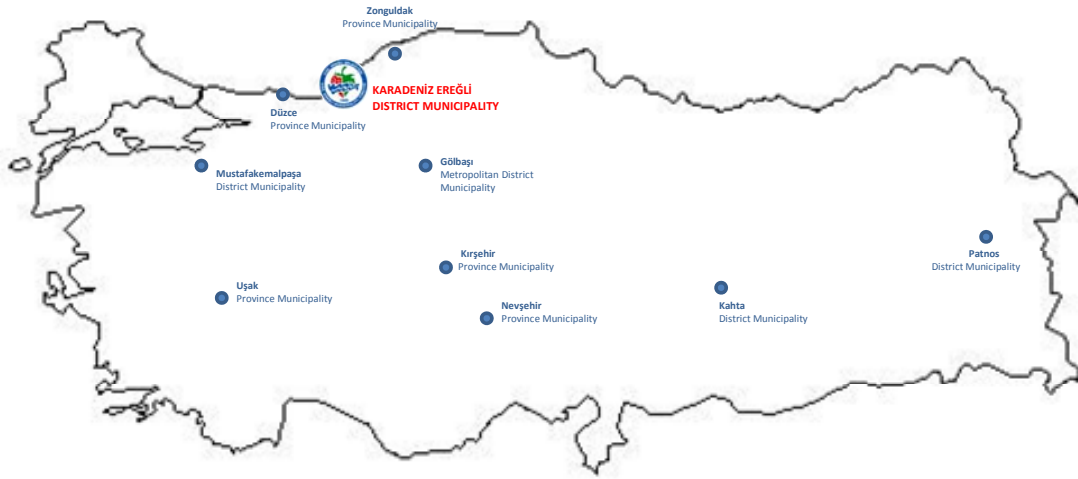 Zonguldak
Province Municipality
KARADENİZ EREĞLİ
DISTRICT MUNICIPALITY
Düzce
Province Municipality
Mustafakemalpaşa
District Municipality
Gölbaşı
Metropolitan District
Municipality
Patnos
District Municipality
Kırşehir
Province Municipality
Uşak
Province Municipality
Nevşehir
Province Municipality
Kahta
District Municipality